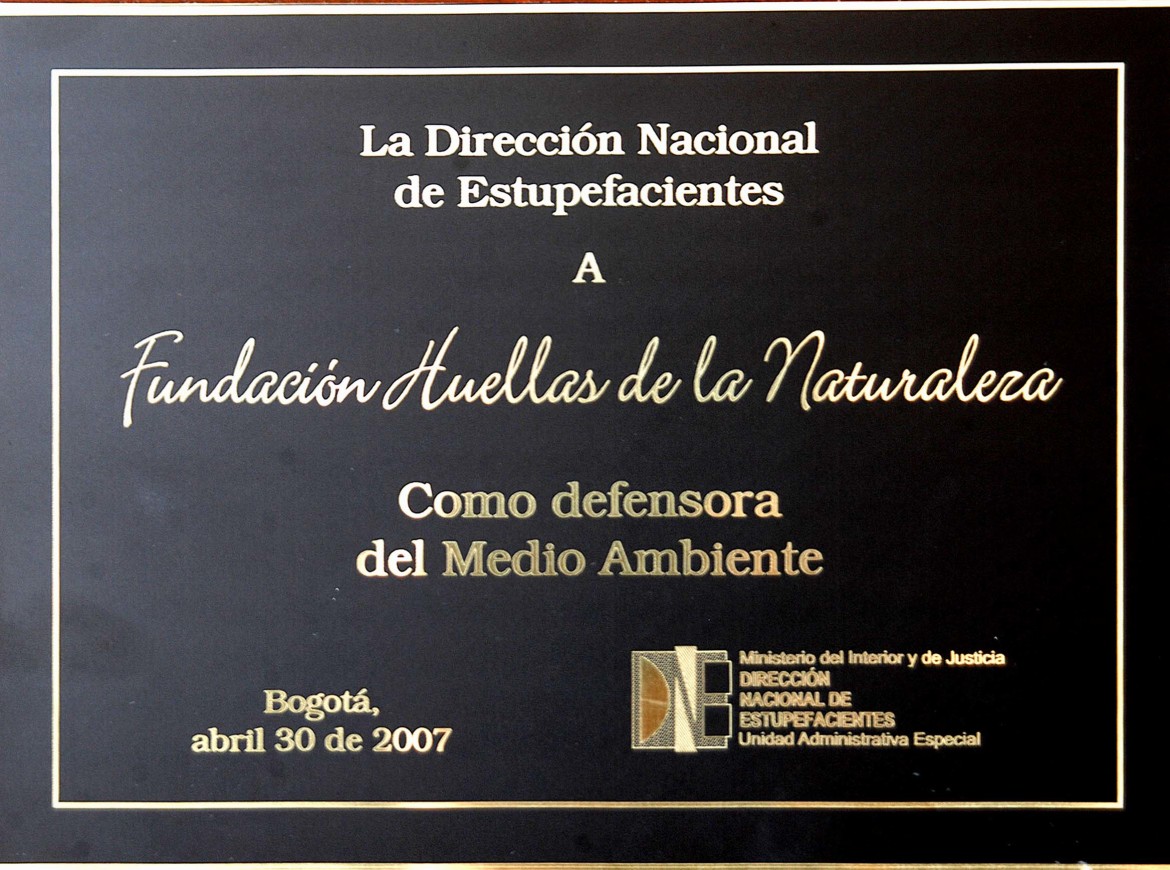 La Dirección Nacional
de Estupefacientes
A
Fundación Huellas de la Naturaleza
Como defensora
del Medio Ambiente
Bogotá,
abril 30 de 2007
DNE
Ministerio del Interior y de Justicia
DIRECCIÓN
NACIONAL DE
ESTUPEFACIENTES
Unidad Administrativa Especial